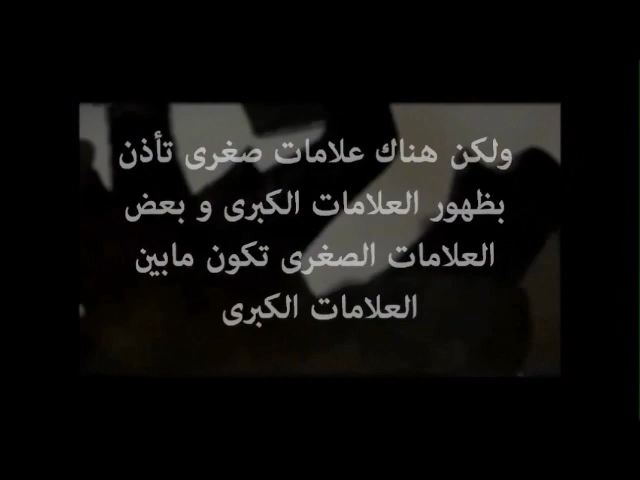 ولكن هناك علامات صغرى تأذن
بظهور العلامات الكبرى و بعض
العلامات الصغرى تكون مابين
العلامات الكبرى